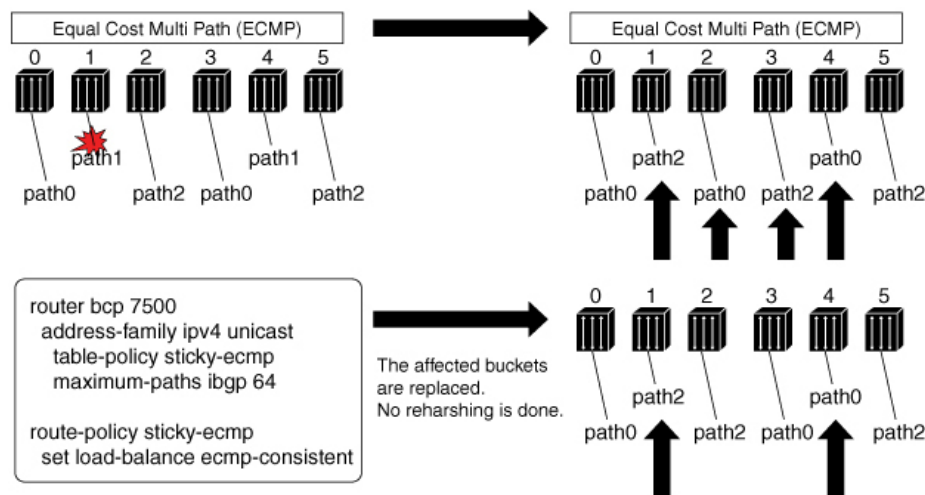 Equal Cost Multi Path (ECMP)
0 1 2 3 4 5
path1 path1
path0 path2 path0 path2
Equal Cost Multi Path (ECMP)
0 1 2 3 4 5
path2 path0
path0 path0 path2 path2
router bcp 7500
address-family ipv4 unicast
table-policy sticky-ecmp
maximum-paths ibgp 64
route-policy sticky-ecmp
set load-balance ecmp-consistent
The affected buckets
are replaced.
No reharshing is done.
0 1 2 3 4 5
path2 path0
path0 path2 path0 path2